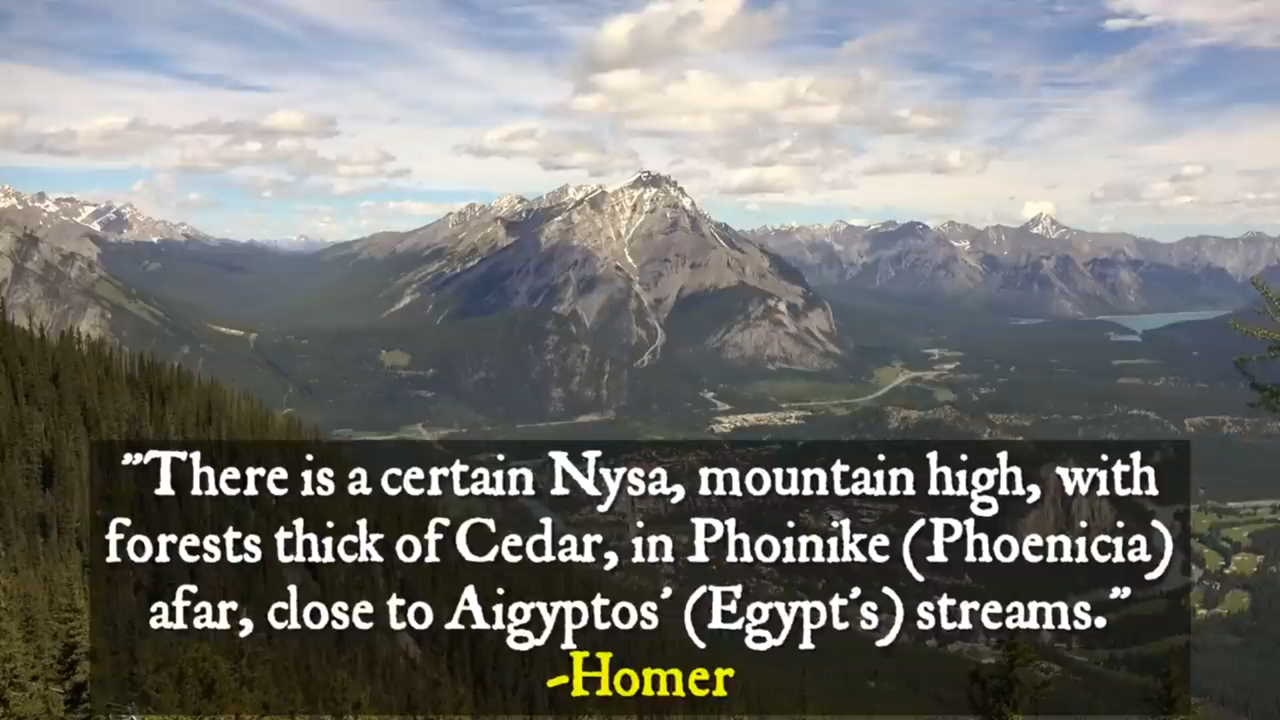 "There is a certain Nysa, mountain high, with
forests thick of Cedar, in Phoinike (Phoenicia)
afar, close to Aigyptos' (Egypt's) streams."
-Homer